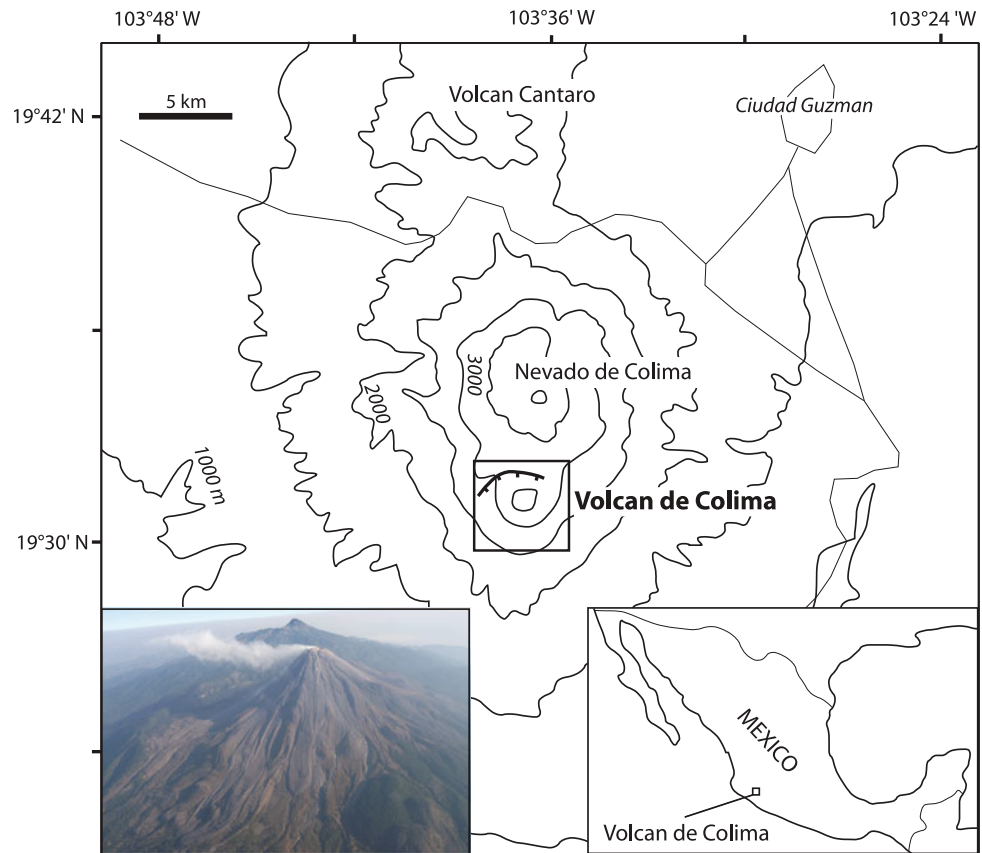 103°48' W
103°36' W
103°24' W
5 km
Volcan Cantaro
Ciudad Guzman
19°42' N
3000
Nevado de Colima
2000
1000 m
Volcan de Colima
19°30' N
MEXICO
Volcan de Colima